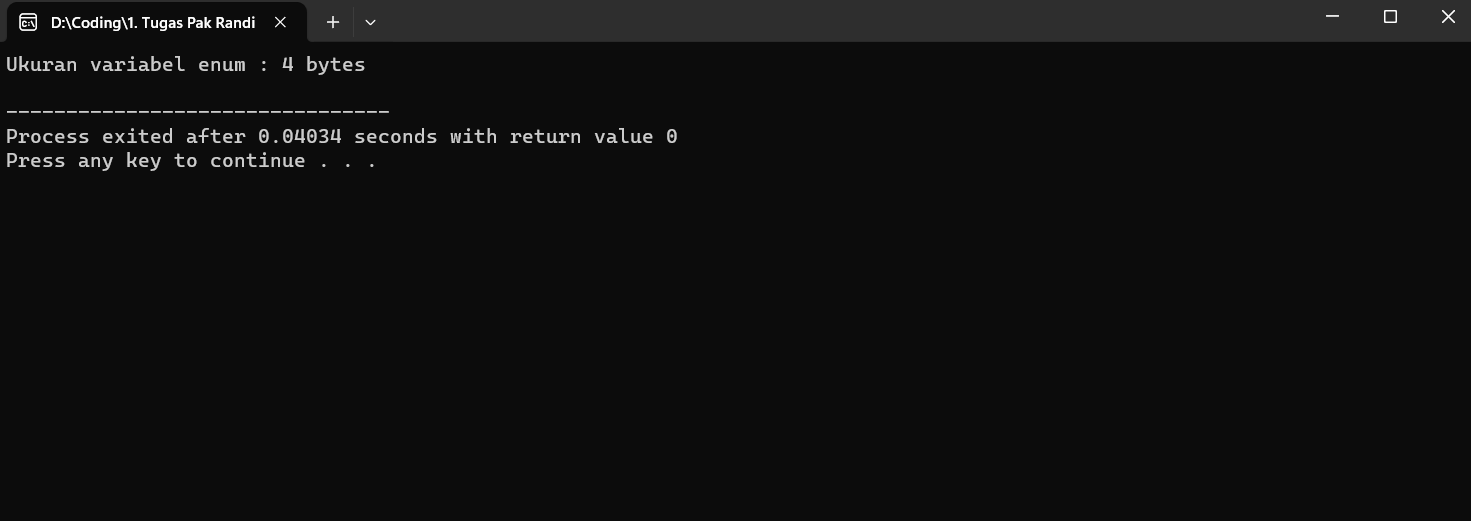 D:\Coding\1. Tugas Pak Randi
Ukuran variabel enum : 4 bytes
--------------------------------
Process exited after 0.04034 seconds with return value 0
Press any key to continue . . .